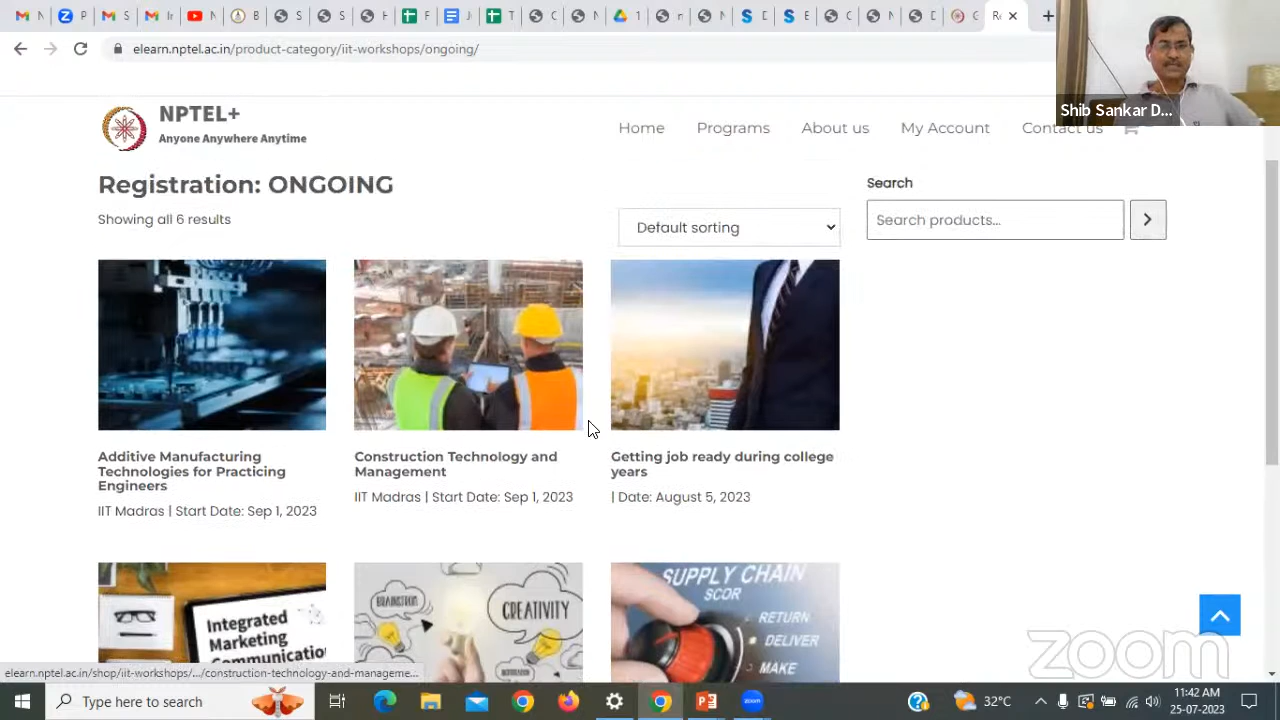 elearn.nptel.ac.in/product-category/iit-workshops/ongoing/
Shib Sankar D...
NPTEL+
Anyone Anywhere Anytime
Home
Programs
About us
My Account
Contact us
Registration: ONGOING
Showing all 6 results
Default sorting
Search
Search products...
Additive Manufacturing
Technologies for Practicing
Engineers
IIT Madras | Start Date: Sep 1, 2023
Construction Technology and
Management
IIT Madras | Start Date: Sep 1, 2023
Getting job ready during college
years
| Date: August 5, 2023
Integrated
Marketing
Communicatio
BRAINSTORM
CREATIVITY
SUPPLY CHAIN
SCOR
RETURN
DELIVER
MAKE
zoom
elearn.nptel.ac.in/shop/iit-workshops/.../construction-technology-and-manageme...
Type here to search
32°C
11:42 AM
25-07-2023